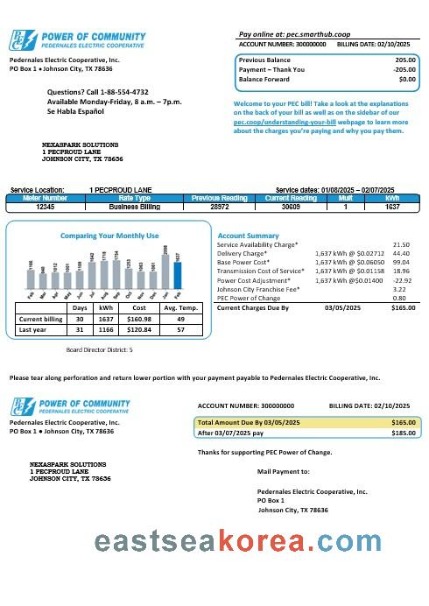 POWER OF COMMUNITY
PEDERNALES ELECTRIC COOPERATIVE
Pedernales Electric Cooperative, Inc.
PO Box 1 • Johnson City, TX 78636
Pay online at: pec.smarthub.coop
ACCOUNT NUMBER: 300000000 BILLING DATE: 02/10/2025
Previous Balance 205.00
Payment – Thank You -205.00
Balance Forward $0.00
Questions? Call 1-88-554-4732
Available Monday-Friday, 8 a.m. – 7p.m.
Se Habla Español
Welcome to your PEC bill! Take a look at the explanations
on the back of your bill as well as on the sidebar of our
pec.coop/understanding-your-bill webpage to learn more
about the charges you're paying and why you pay them.
NEXASPARK SOLUTIONS
1 PECPROUD LANE
JOHNSON CITY, TX 78636
Service Location: 1 PECPROUD LANE Service dates: 01/08/2025 – 02/07/2025
Meter Number Rate Type Previous Reading Current Reading Mult kWh
12345 Business Billing 28972 30609 1 1637
Comparing Your Monthly Use
Days kWh Cost Avg. Temp.
Current billing 30 1637 $160.98 49
Last year 31 1166 $120.84 57
Board Director District: 5
Account Summary
Service Availability Charge* 21.50
Delivery Charge* 1,637 kWh @ $0.02712 44.40
Base Power Cost* 1,637 kWh @ $0.06050 99.04
Transmission Cost of Service* 1,637 kWh @ $0.01158 18.96
Power Cost Adjustment* 1,637 kWh @ $0.01400 -22.92
Johnson City Franchise Fee* 3.22
PEC Power of Change 0.80
Current Charges Due By 03/05/2025 $165.00
Please tear along perforation and return lower portion with your payment payable to Pedernales Electric Cooperative, Inc.
POWER OF COMMUNITY
PEDERNALES ELECTRIC COOPERATIVE
Pedernales Electric Cooperative, Inc.
PO Box 1 • Johnson City, TX 78636
ACCOUNT NUMBER: 300000000 BILLING DATE: 02/10/2025
Total Amount Due By 03/05/2025 $165.00
After 03/07/2025 pay $185.00
Thanks for supporting PEC Power of Change.
NEXASPARK SOLUTIONS
1 PECPROUD LANE
JOHNSON CITY, TX 78636
Mail Payment to:
Pedernales Electric Cooperative, Inc.
PO Box 1
Johnson City, TX 78636
eastseakorea.com